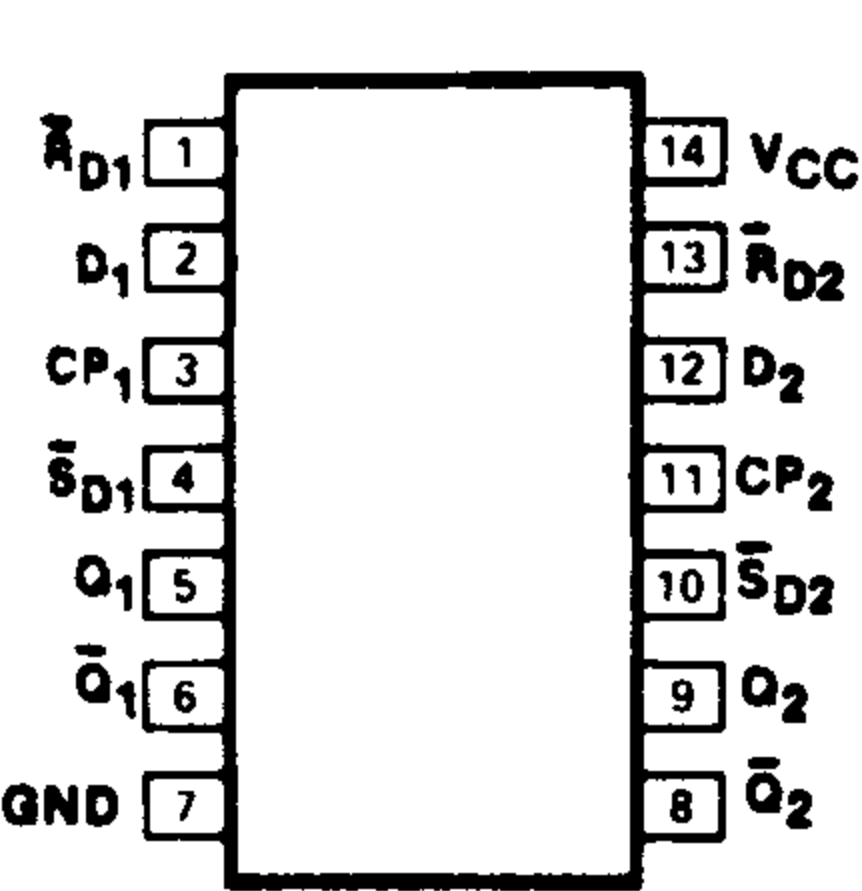 R̅D1 1 14 VCC
D1 2 13 R̅D2
CP1 3 12 D2
S̅D1 4 11 CP2
Q1 5 10 S̅D2
Q̅1 6 9 Q2
GND 7 8 Q̅2